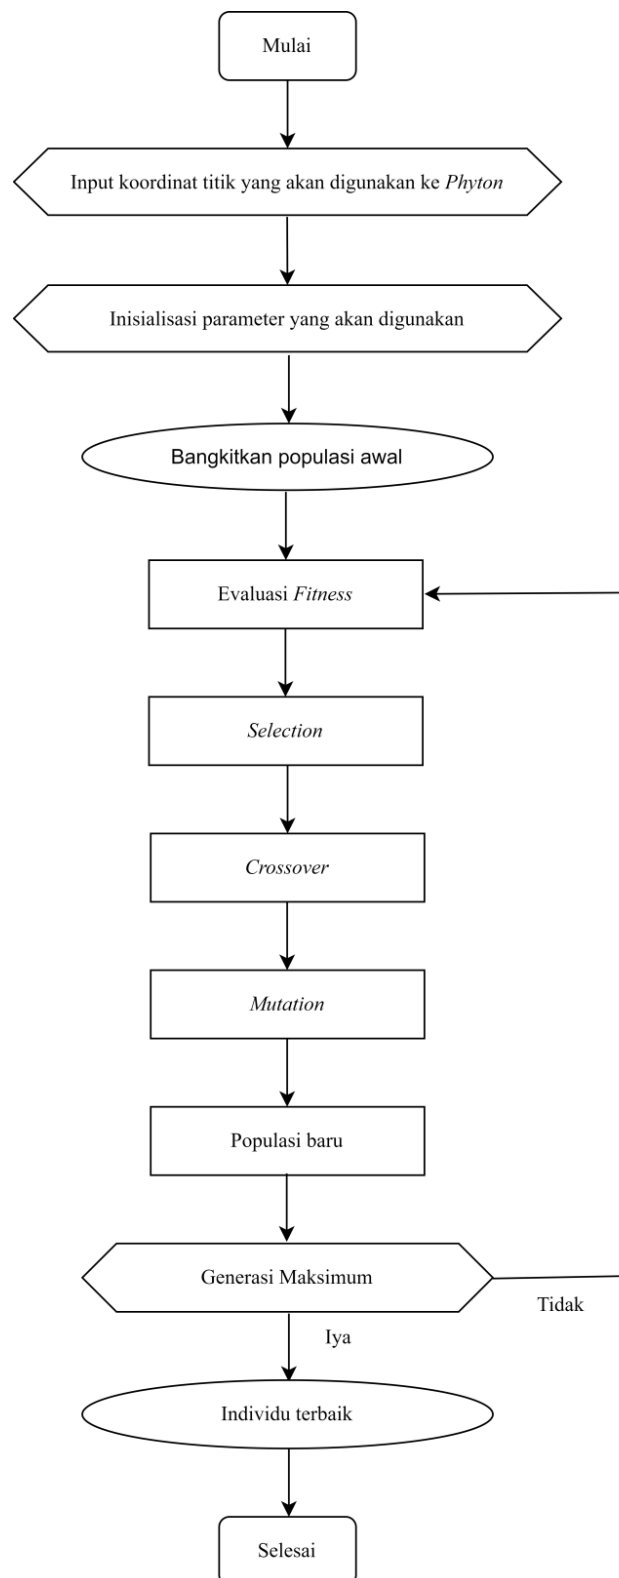 Mulai
Input koordinat titik yang akan digunakan ke Phyton
Inisialisasi parameter yang akan digunakan
Bangkitkan populasi awal
Evaluasi Fitness
Selection
Crossover
Mutation
Populasi baru
Generasi Maksimum
Tidak
Iya
Individu terbaik
Selesai